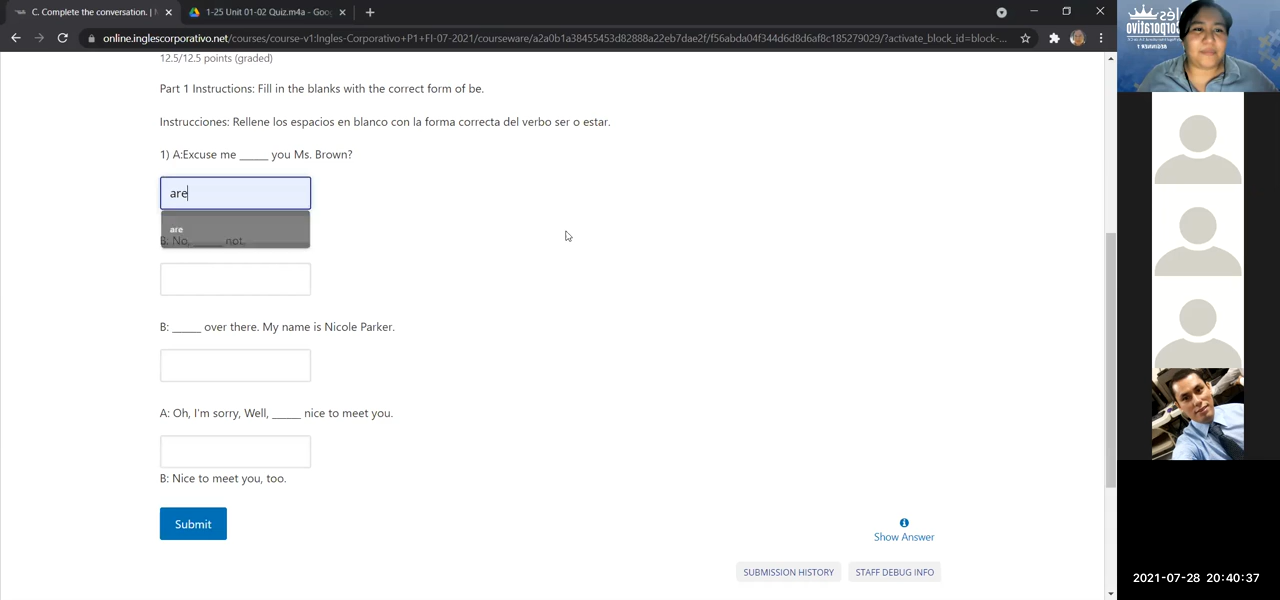 C. Complete the conversation. |
1-25 Unit 01-02 Quiz.m4a - Goo
online.inglescorporativo.net/courses/course-v1:Ingles-Corporativo+P1+FI-07-2021/courseware/a2a0b1a38455453d82888a22eb7dae2f/f56abda04f344d6d8d6af8c185279029/?activate_block_id=block-...
12.5/12.5 points (graded)
Part 1 Instructions: Fill in the blanks with the correct form of be.
Instrucciones: Rellene los espacios en blanco con la forma correcta del verbo ser o estar.
1) A:Excuse me _____ you Ms. Brown?
are
are
B: No, _____ not.
B: _____ over there. My name is Nicole Parker.
A: Oh, I'm sorry, Well, _____ nice to meet you.
B: Nice to meet you, too.
Submit
Show Answer
SUBMISSION HISTORY
STAFF DEBUG INFO
2021-07-28 20:40:37